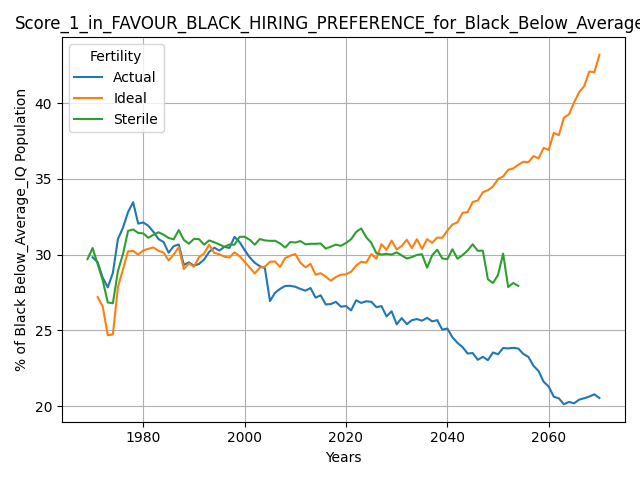 Score_1_in_FAVOUR_BLACK_HIRING_PREFERENCE_for_Black_Below_Average
Fertility
Actual
Ideal
Sterile
% of Black Below_Average_IQ Population
40
35
30
25
20
1980
2000
2020
2040
2060
Years